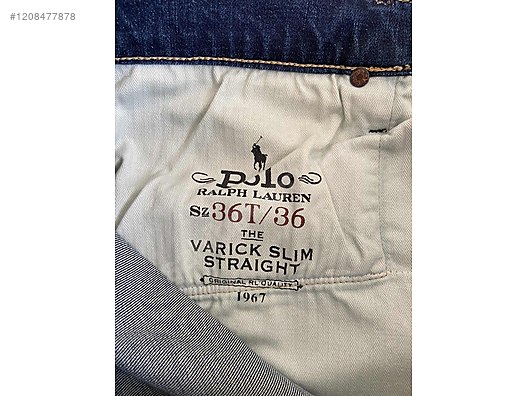 #1208477878
Polo
RALPH LAUREN
Sz 36T/36
THE
VARICK SLIM
STRAIGHT
ORIGINAL RL QUALITY
1967